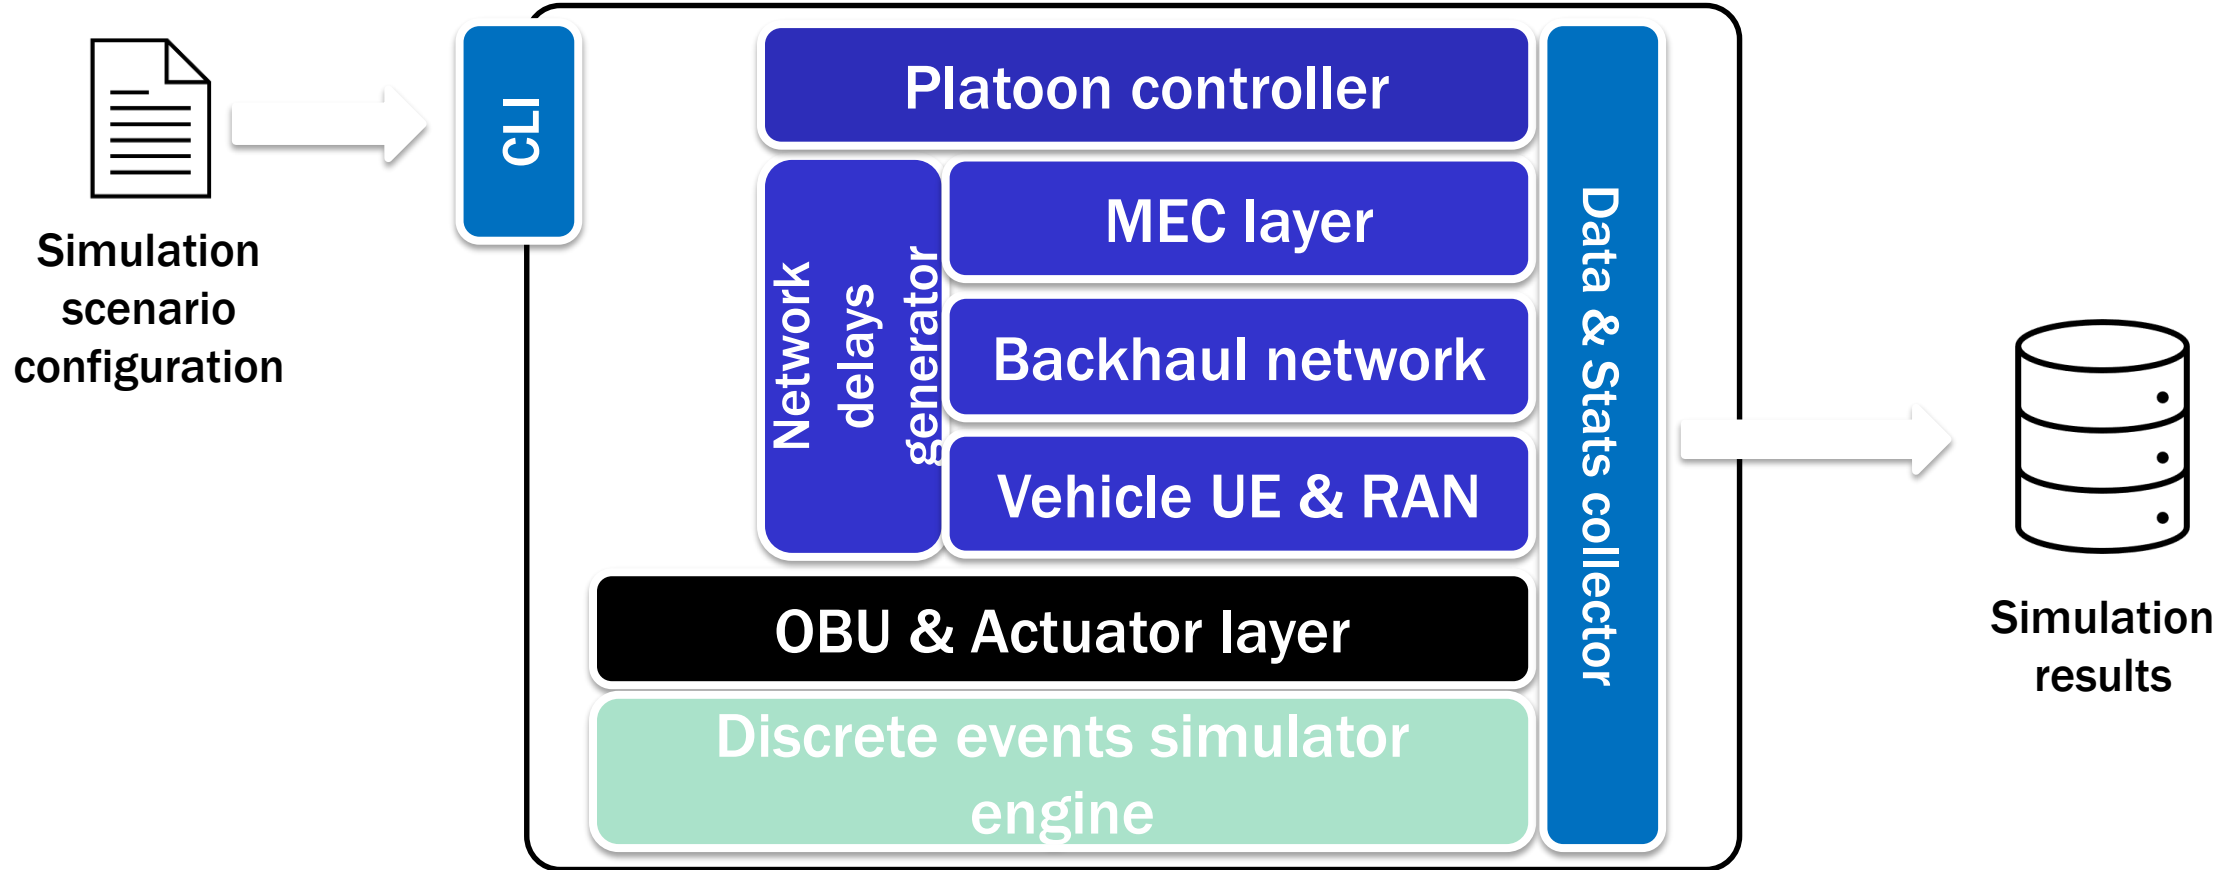 Simulation
scenario
configuration
CLI
Platoon controller
Network
delays
generator
MEC layer
Backhaul network
Vehicle UE & RAN
OBU & Actuator layer
Discrete events simulator
engine
Data & Stats collector
Simulation
results